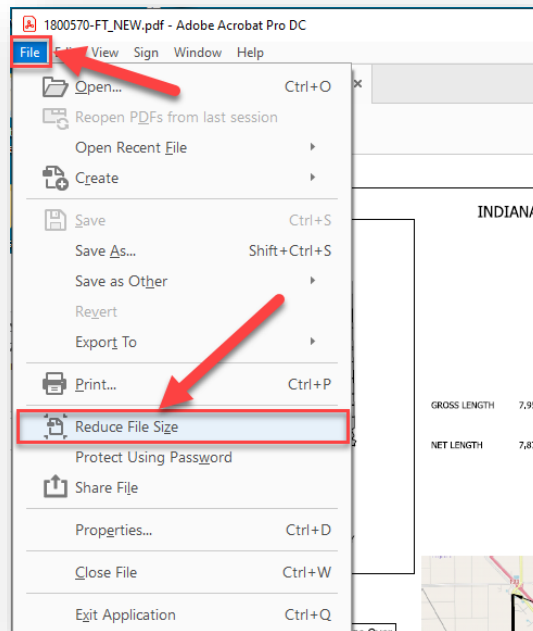 1800570-FT_NEW.pdf - Adobe Acrobat Pro DC
File View Sign Window Help
Open... Ctrl+O
Reopen PDFs from last session
Open Recent File
Create
Save Ctrl+S
Save As... Shift+Ctrl+S
Save as Other
Revert
Export To
Print... Ctrl+P
Reduce File Size
Protect Using Password
Share File
Properties... Ctrl+D
Close File Ctrl+W
Exit Application Ctrl+Q
INDIANA
GROSS LENGTH
NET LENGTH